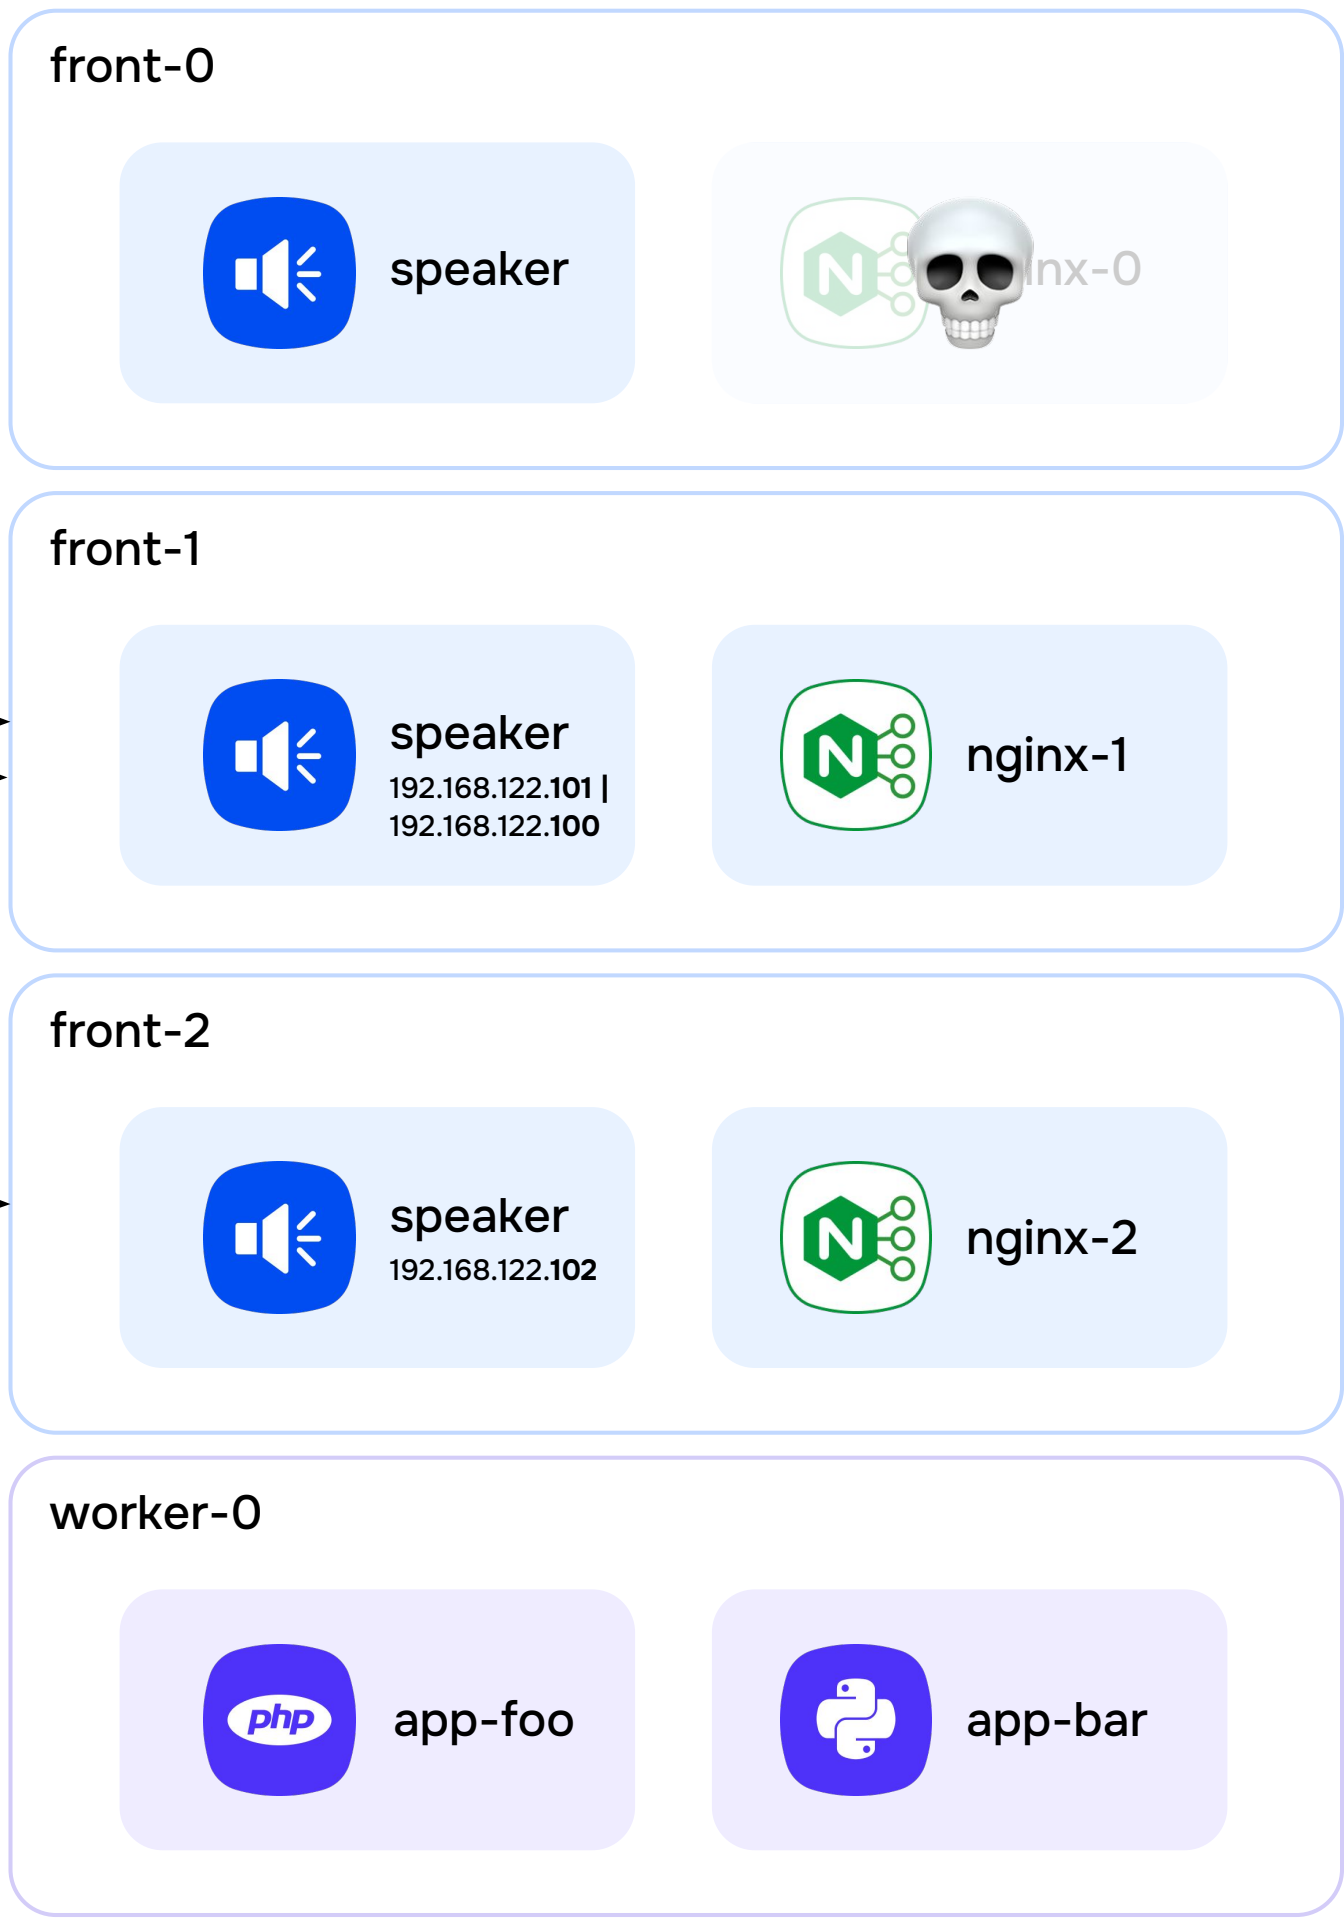 front-0
speaker
inx-0
front-1
speaker
192.168.122.101 |
192.168.122.100
nginx-1
front-2
speaker
192.168.122.102
nginx-2
worker-0
php
app-foo
app-bar